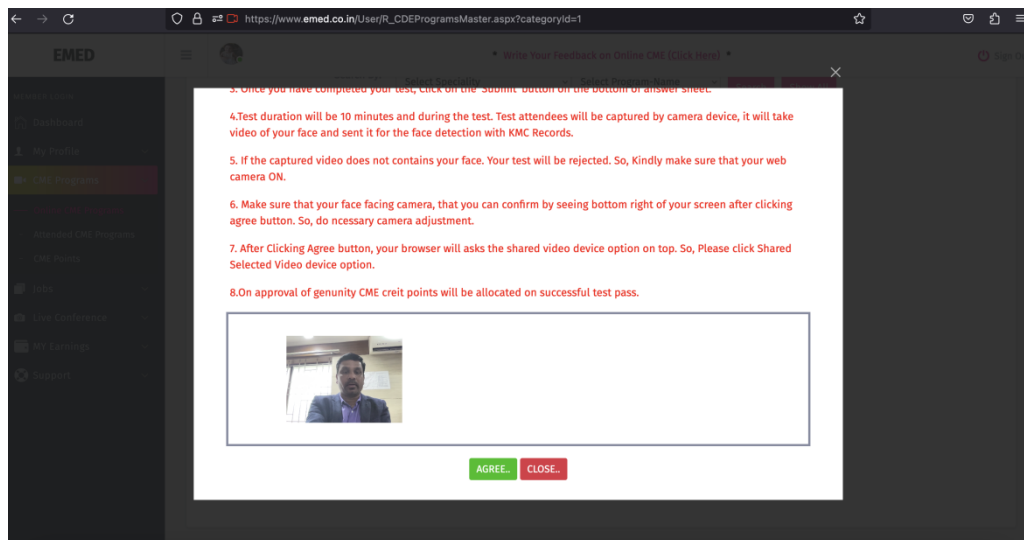 https://www.emed.co.in/User/R_CDEProgramsMaster.aspx?categoryId=1
EMED
* Write Your Feedback on Online CME (Click Here) *
Select Speciality
Select Program Name
3. Once you have completed your test, Click on the 'Submit' button on the bottom of answer sheet.
Dashboard
My Profile
CME Programs
Attended CME Programs
CME Points
Jobs
Live Conference
MY Earnings
Support
4.Test duration will be 10 minutes and during the test. Test attendees will be captured by camera device, it will take
video of your face and sent it for the face detection with KMC Records.
5. If the captured video does not contains your face. Your test will be rejected. So, Kindly make sure that your web
camera ON.
6. Make sure that your face facing camera, that you can confirm by seeing bottom right of your screen after clicking
agree button. So, do ncessary camera adjustment.
7. After Clicking Agree button, your browser will asks the shared video device option on top. So, Please click Shared
Selected Video device option.
8.On approval of genunity CME creit points will be allocated on successful test pass.
AGREE..
CLOSE..